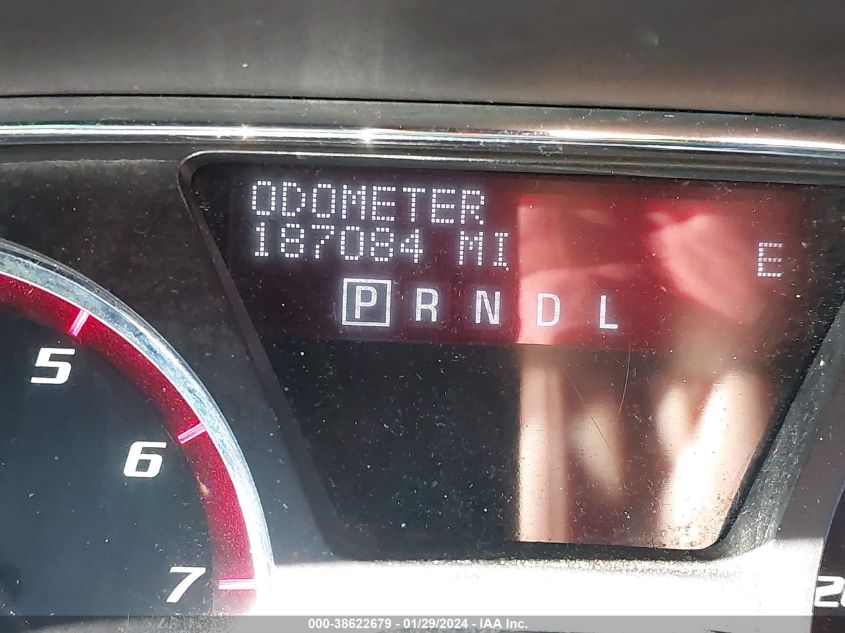 ODOMETER
187084 MI
E
P R N D L
5
6
7
000-38622679 - 01/29/2024 - IAA Inc.